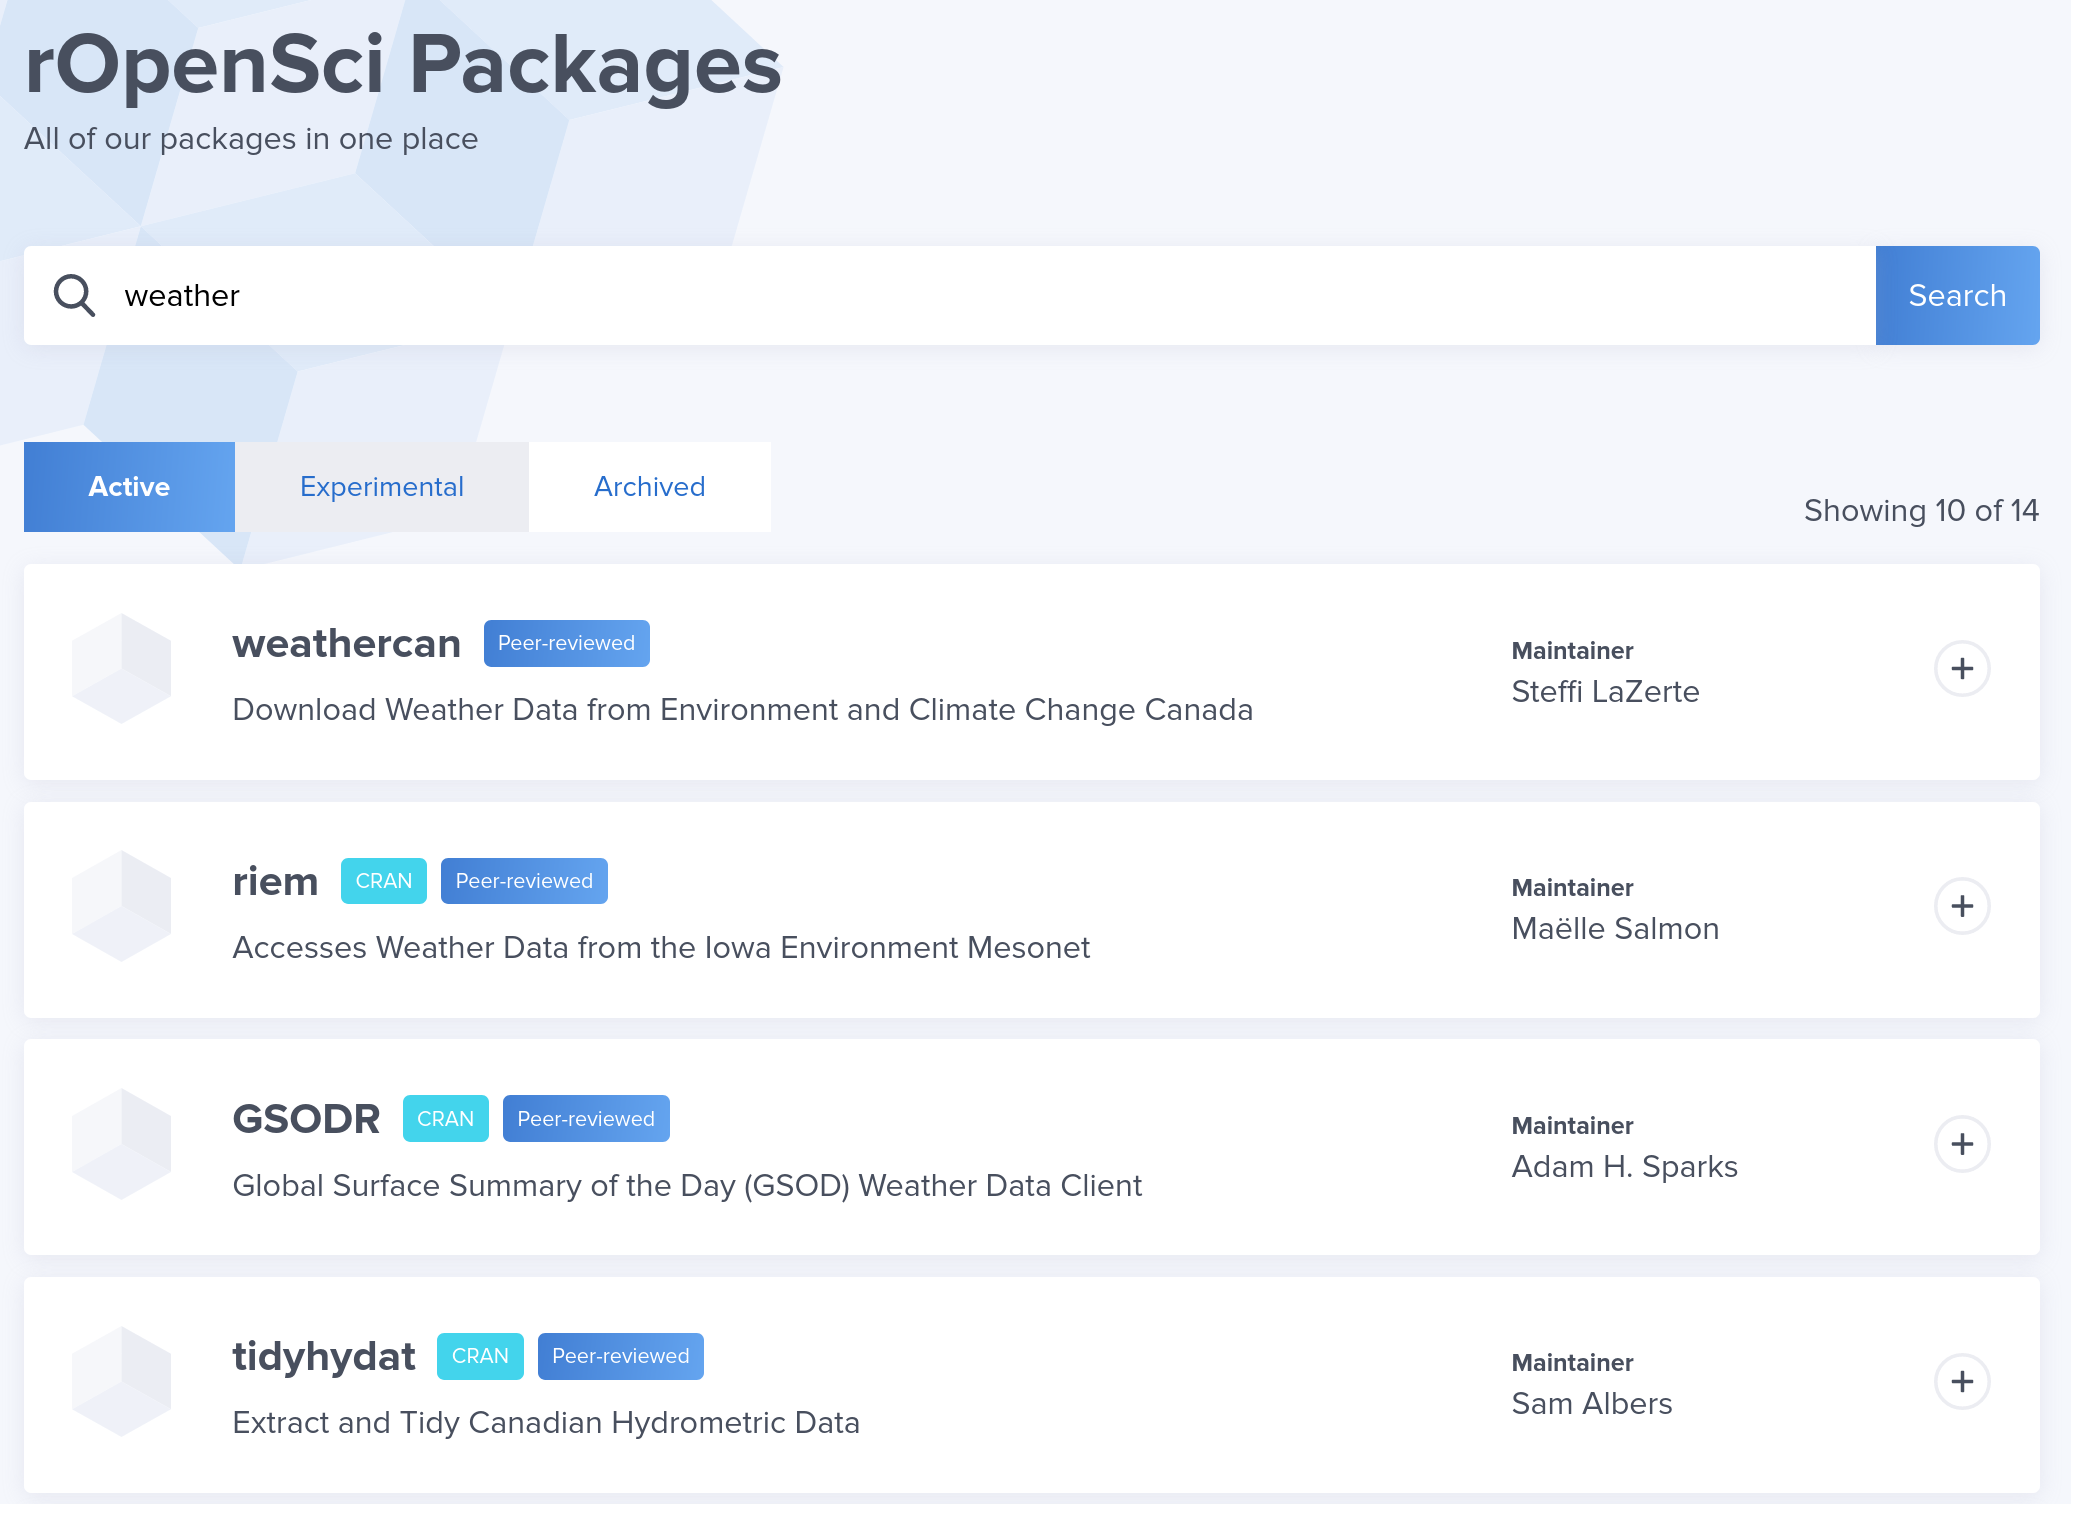 rOpenSci Packages
All of our packages in one place
weather
Search
Active
Experimental
Archived
Showing 10 of 14
weathercan Peer-reviewed
Download Weather Data from Environment and Climate Change Canada
Maintainer
Steffi LaZerte
riem CRAN Peer-reviewed
Accesses Weather Data from the Iowa Environment Mesonet
Maintainer
Maëlle Salmon
GSODR CRAN Peer-reviewed
Global Surface Summary of the Day (GSOD) Weather Data Client
Maintainer
Adam H. Sparks
tidyhydat CRAN Peer-reviewed
Extract and Tidy Canadian Hydrometric Data
Maintainer
Sam Albers